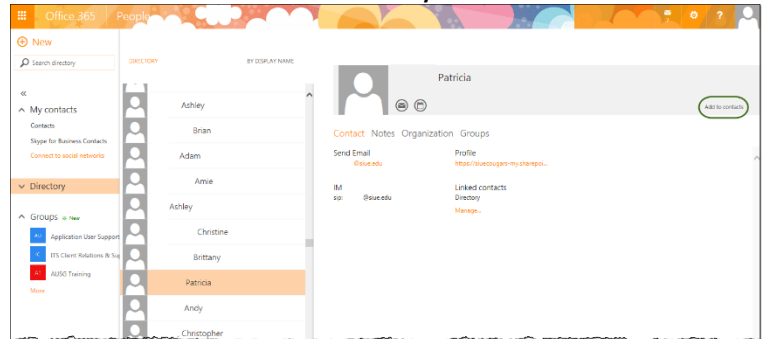 Office 365
People
?
New
Search directory
«
My contacts
Contacts
Skype for Business Contacts
Connect to social networks
Directory
Groups
New
AU
Application User Support
IC
ITS Client Relations & Sup
AT
AUSG Training
More
DIRECTORY
BY DISPLAY NAME
Ashley
Brian
Adam
Amie
Ashley
Christine
Brittany
Patricia
Andy
Christopher
Patricia
Add to contacts
Contact Notes Organization Groups
Send Email
@siue.edu
Profile
https://siuecougars-my.sharepoi...
IM
sip: @siue.edu
Linked contacts
Directory
Manage...